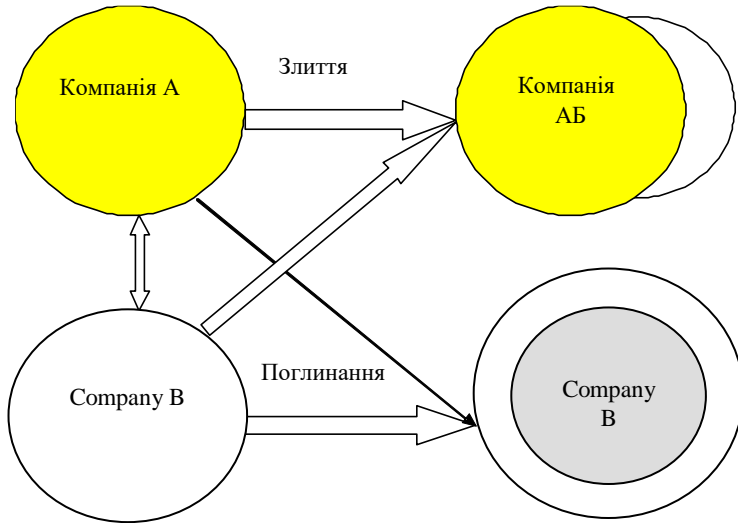 Компанія А
Злиття
Компанія
АБ
Company В
Поглинання
Company
В